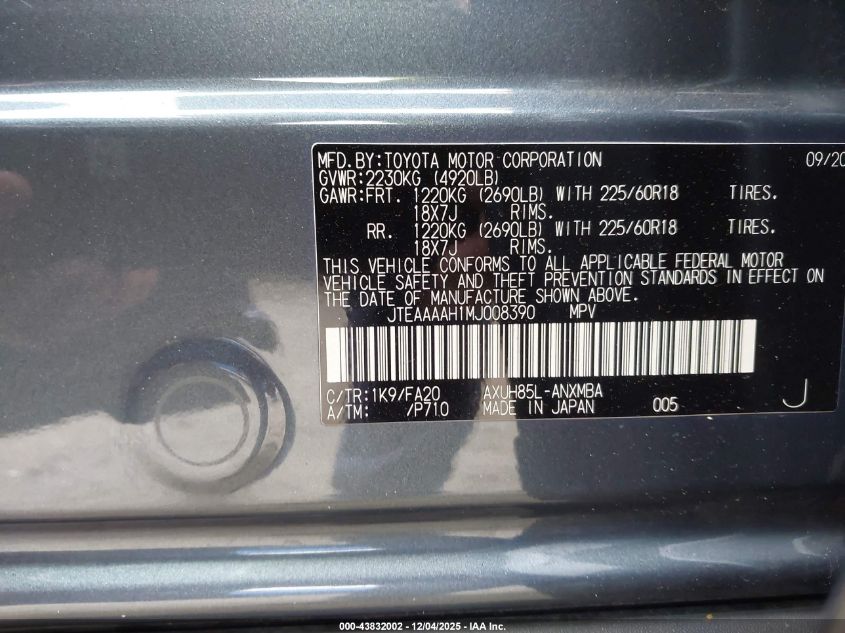 MFD.BY:TOYOTA MOTOR CORPORATION 09/20
GVWR:2230KG (4920LB)
GAWR:FRT. 1220KG (2690LB) WITH 225/60R18 TIRES.
18X7J RIMS.
RR. 1220KG (2690LB) WITH 225/60R18 TIRES.
18X7J RIMS.
THIS VEHICLE CONFORMS TO ALL APPLICABLE FEDERAL MOTOR
VEHICLE SAFETY AND THEFT PREVENTION STANDARDS IN EFFECT ON
THE DATE OF MANUFACTURE SHOWN ABOVE.
JTEAAAAH1MJ008390 MPV
C/TR:1K9/FA20 AXUH85L-ANXMBA
A/TM: /P710 MADE IN JAPAN 005 J
000-43832002 - 12/04/2025 - IAA Inc.